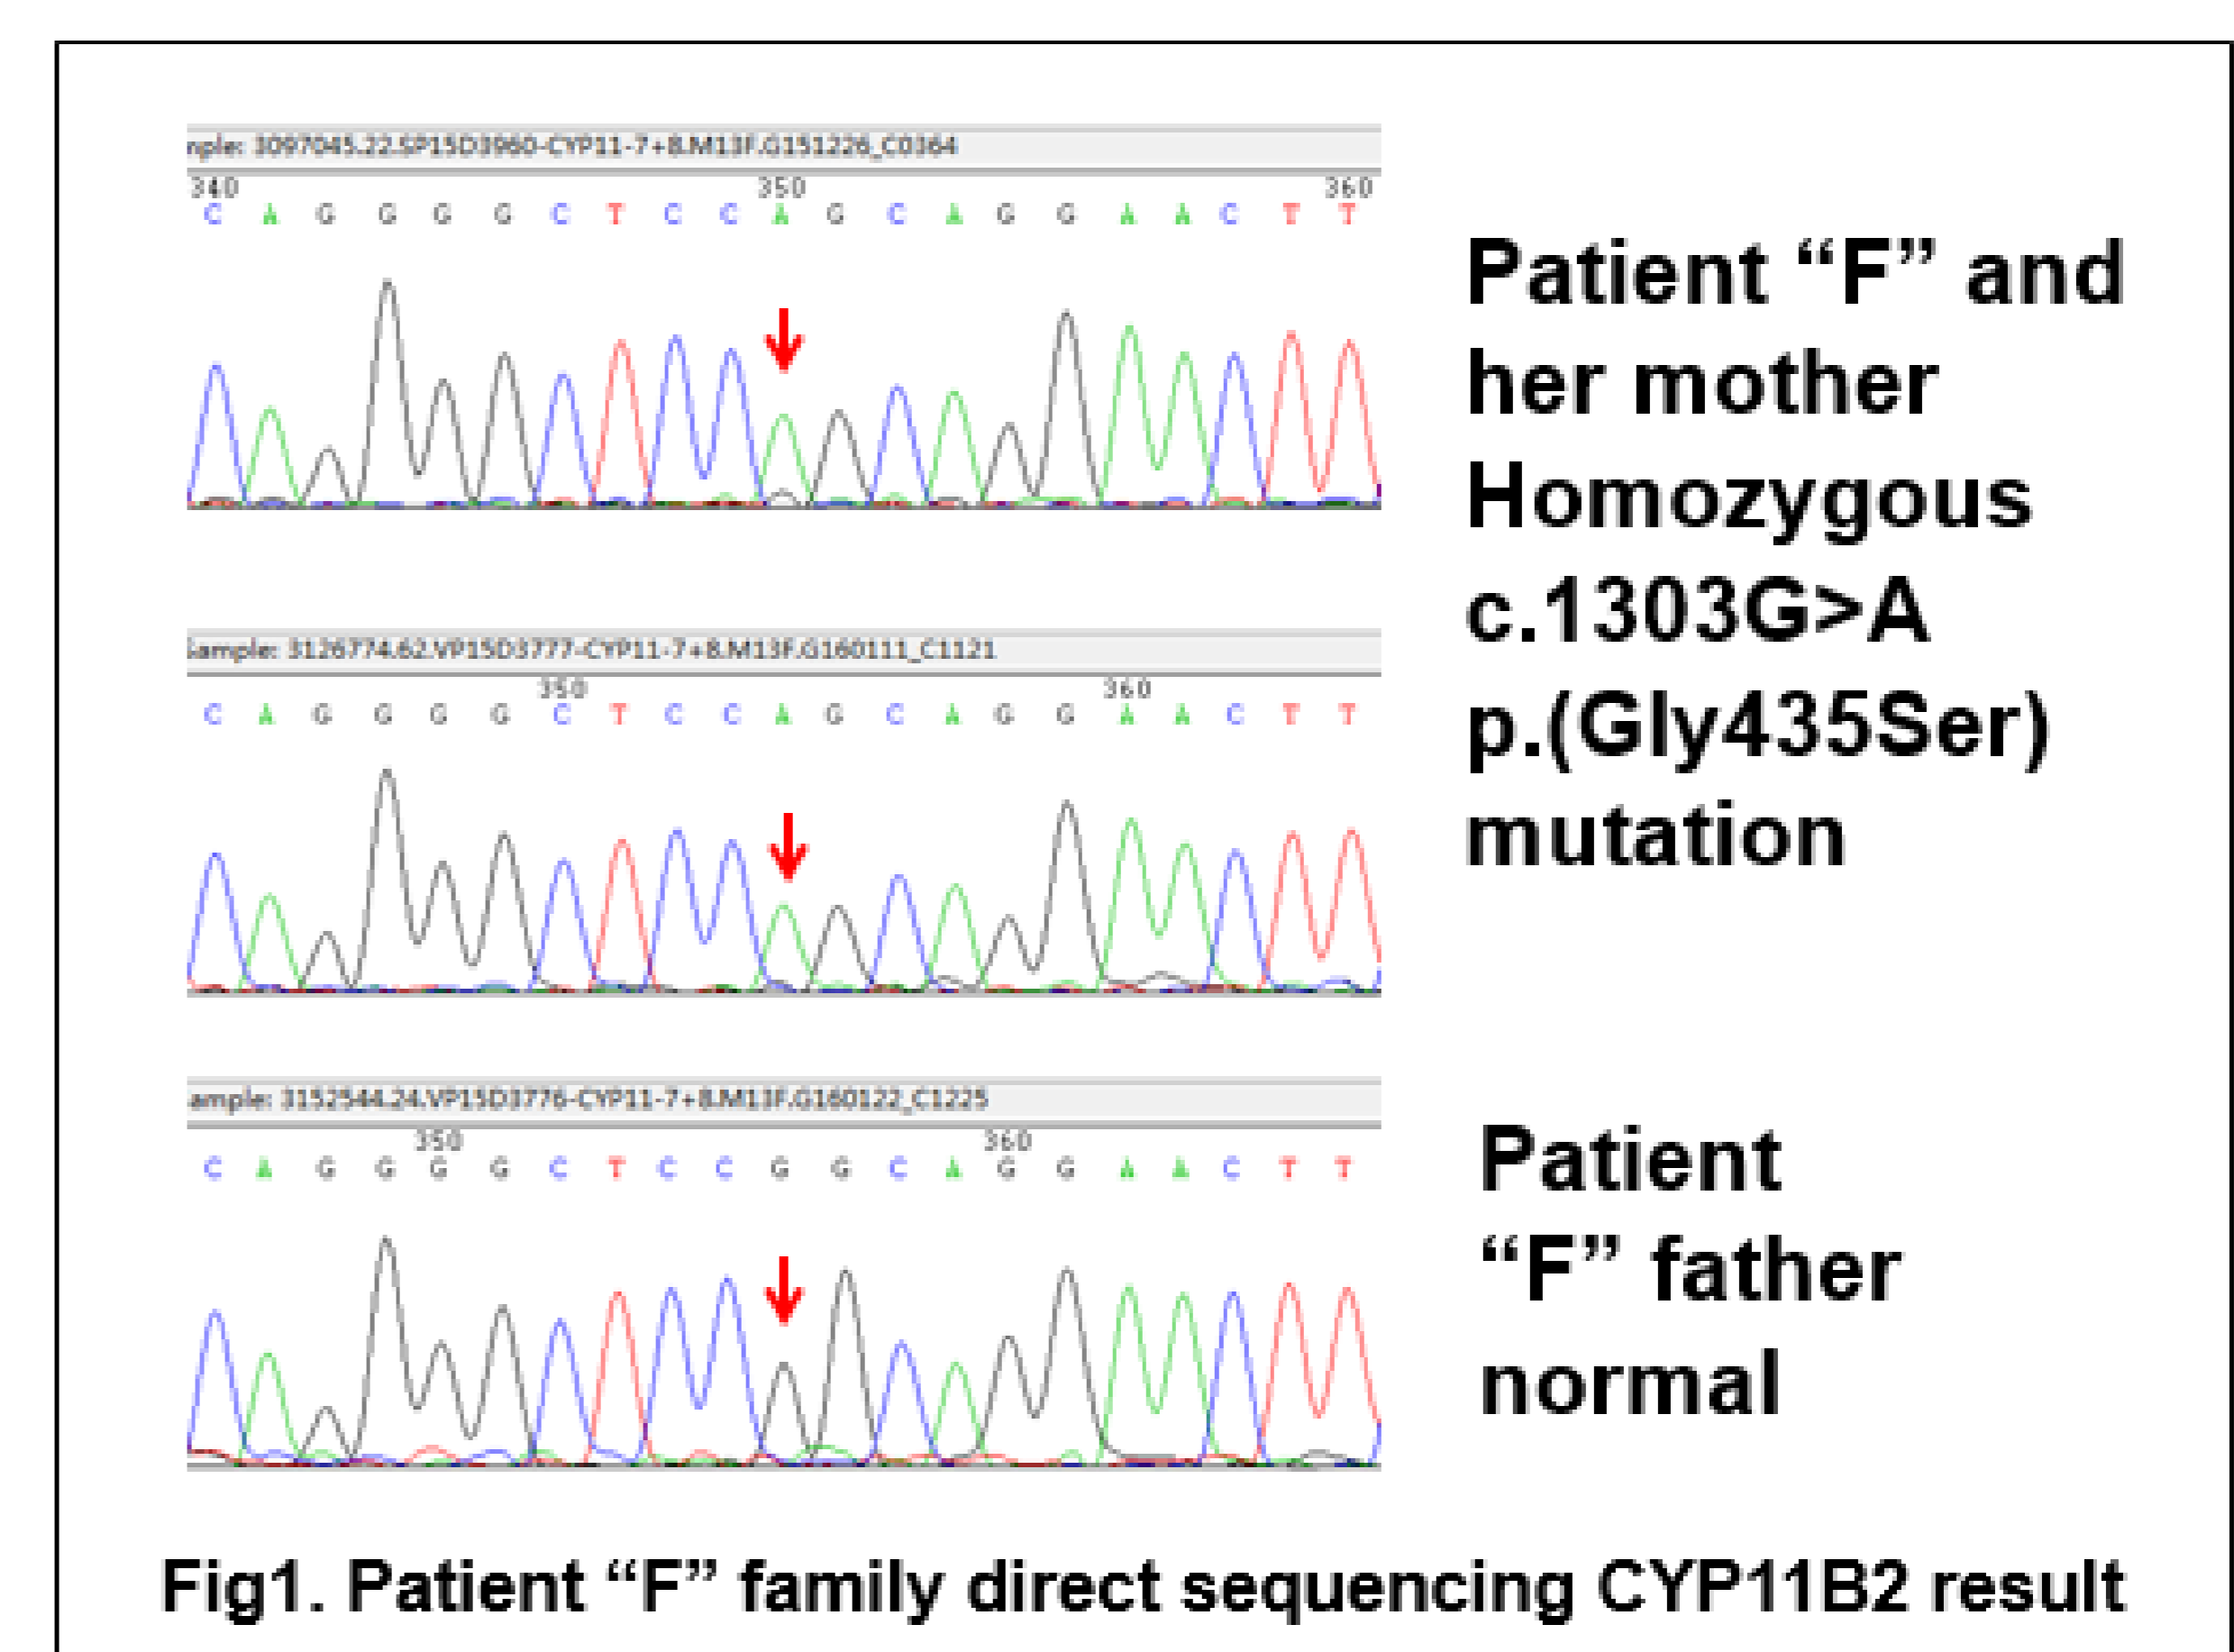 mple: 3097045.22.SP15D3960-CYP11-7+8.M13F.G151226_C0364
340 350 360
C A G G G G C T C C A G C A G G A A C T T
Patient “F” and
her mother
Homozygous
c.1303G>A
p.(Gly435Ser)
mutation
Sample: 3126774.62.VP15D3777-CYP11-7+8.M13F.G160111_C1121
350 360
C A G G G G C T C C A G C A G G A A C T T
ample: 3152544.24.VP15D3776-CYP11-7+8.M13F.G160122_C1225
350 360
C A G G G G C T C C G G C A G G A A C T T
Patient
“F” father
normal
Fig1. Patient “F” family direct sequencing CYP11B2 result